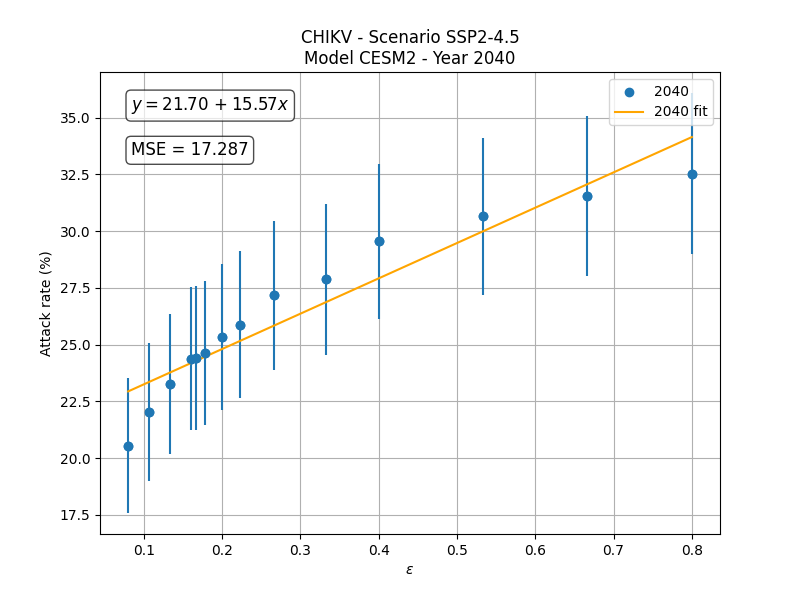 CHIKV - Scenario SSP2-4.5
Model CESM2 - Year 2040
y = 21.70 + 15.57x
MSE = 17.287
2040
2040 fit
Attack rate (%)
35.0
32.5
30.0
27.5
25.0
22.5
20.0
17.5
0.1 0.2 0.3 0.4 0.5 0.6 0.7 0.8
ε